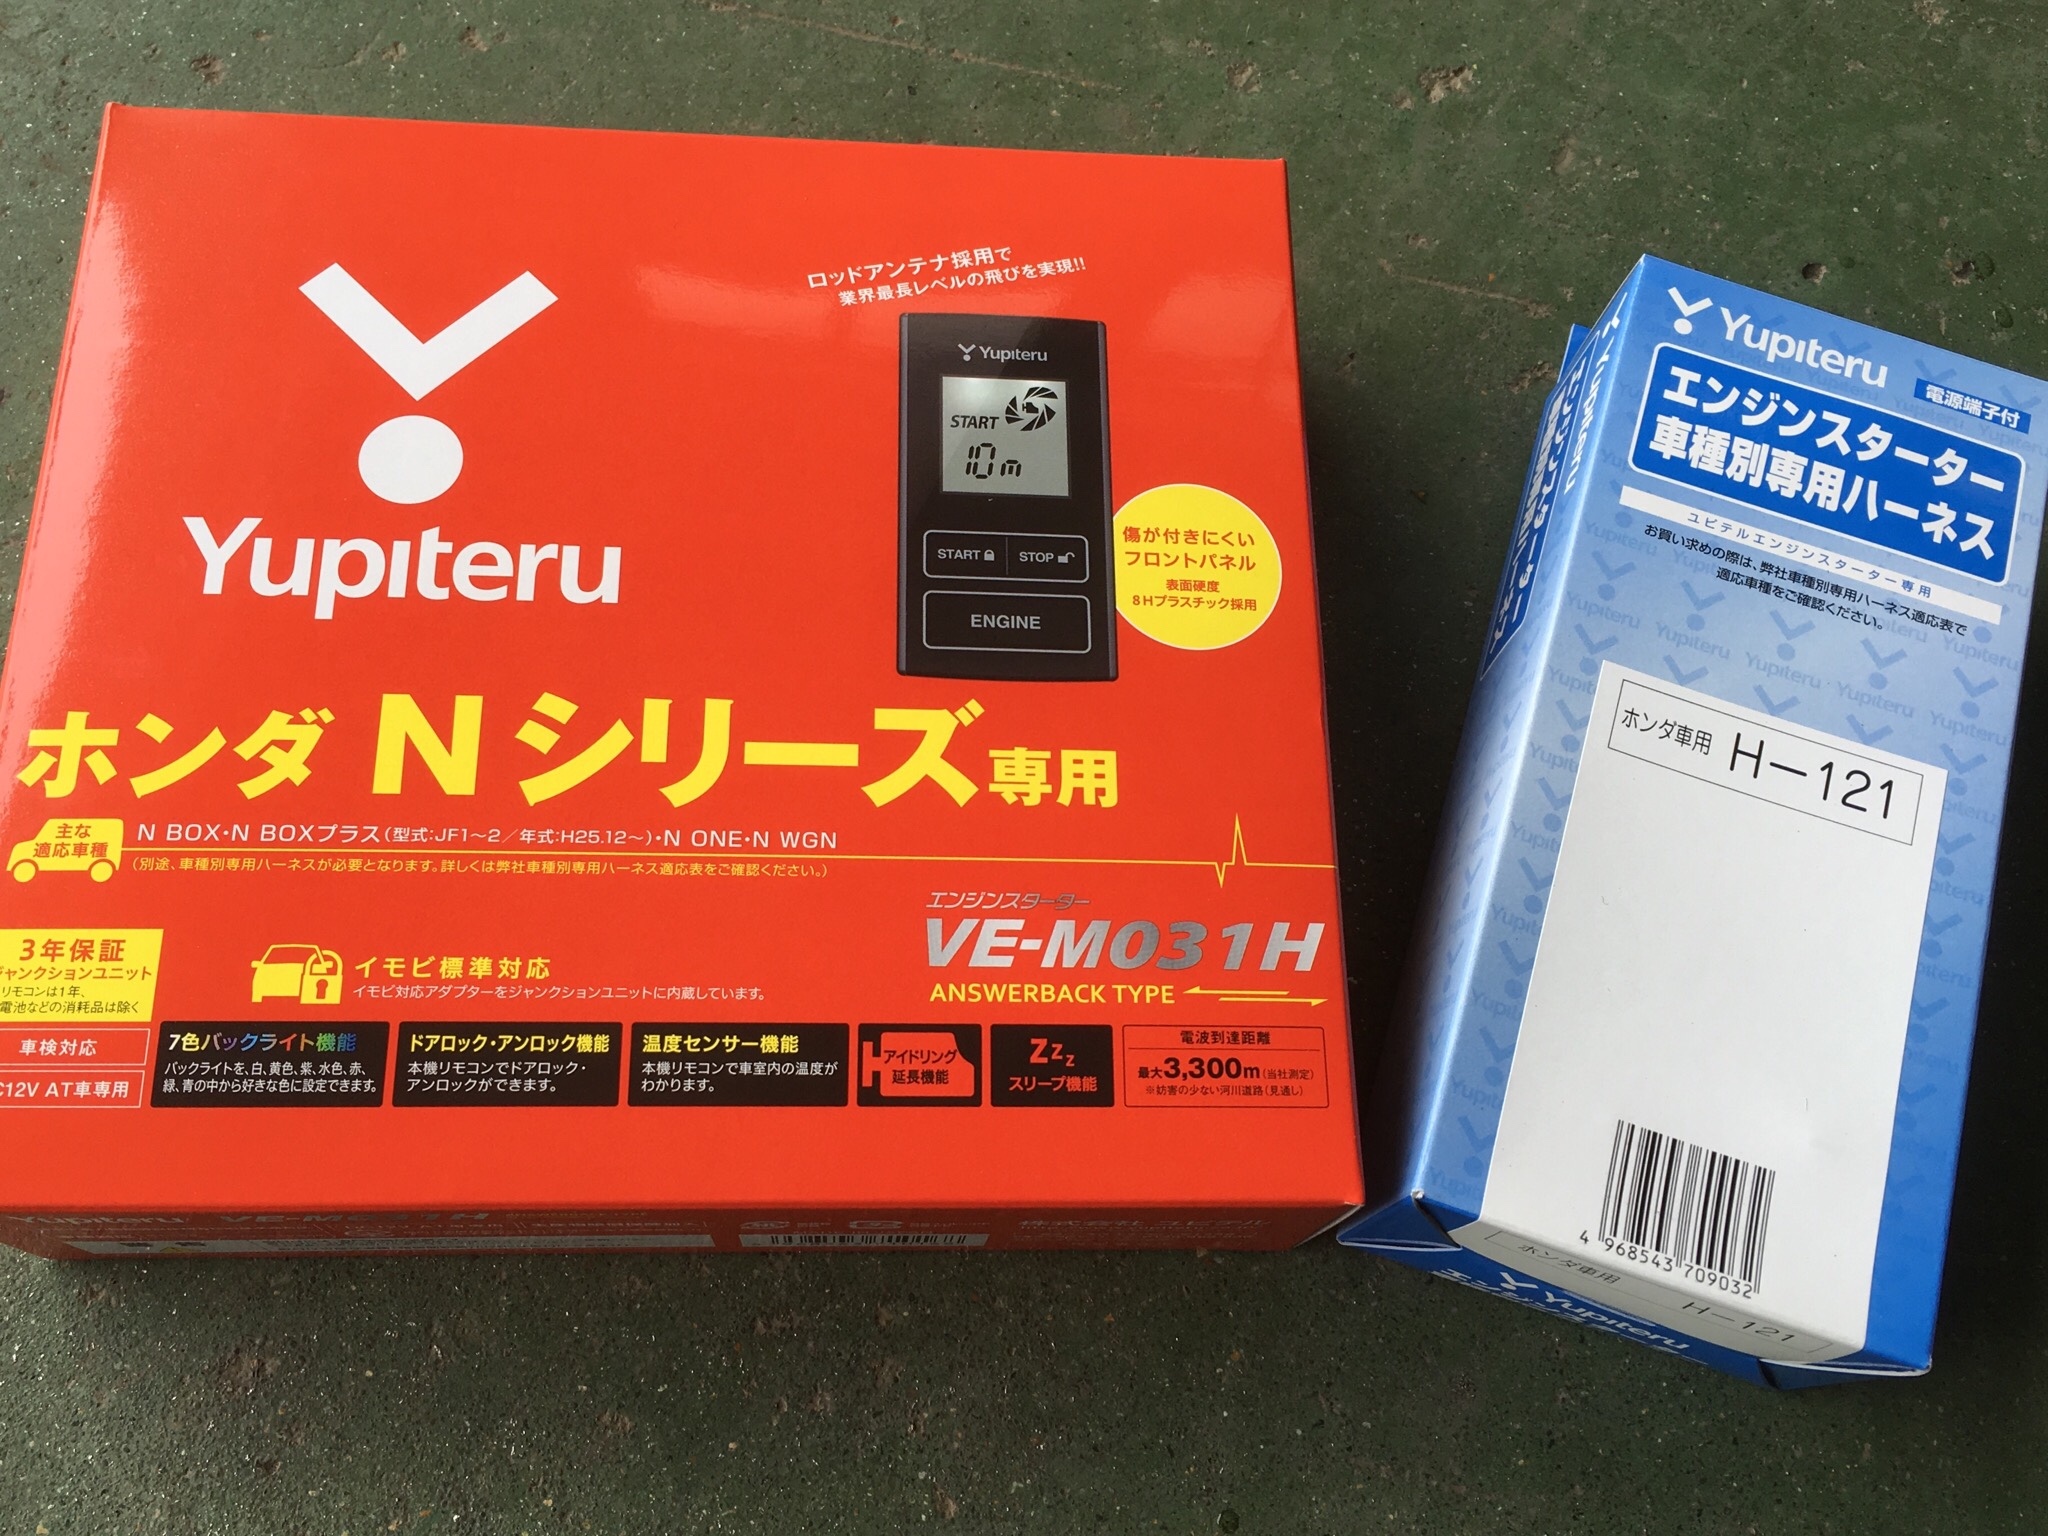 Yupiteru
ロッドアンテナ採用で
業界最長レベルの飛びを実現!!
Yupiteru
START
10m
START
STOP
ENGINE
傷が付きにくい
フロントパネル
表面硬度
8Hプラスチック採用
ホンダ Nシリーズ専用
主な
適応車種
N BOX・N BOXプラス(型式:JF1〜2/年式:H25.12〜)・N ONE・N WGN
(別途、車種別専用ハーネスが必要となります。詳しくは弊社車種別専用ハーネス適応表をご確認ください。)
エンジンスターター
VE-M031H
ANSWERBACK TYPE
3年保証
ジャンクションユニット
リモコンは1年、
電池などの消耗品は除く
イモビ標準対応
イモビ対応アダプターをジャンクションユニットに内蔵しています。
車検対応
C12V AT車専用
7色バックライト機能
バックライトを、白、黄色、紫、水色、赤、
緑、青の中から好きな色に設定できます。
ドアロック・アンロック機能
本機リモコンでドアロック・
アンロックができます。
温度センサー機能
本機リモコンで車室内の温度が
わかります。
アイドリング
延長機能
Zzz
スリープ機能
電波到達距離
最大3,300m(当社測定)
※妨害の少ない河川道路(見通し)
Yupiteru VE-M031H
株式会社 ユピテル
Yupiteru
電源端子付
エンジンスターター
車種別専用ハーネス
ユピテルエンジンスターター専用
お買い求めの際は、弊社車種別専用ハーネス適応表で
適応車種をご確認ください。
ホンダ車用 H-121
4 968543 709032
ホンダ車用 H-121
Yupiteru
Yupiteru